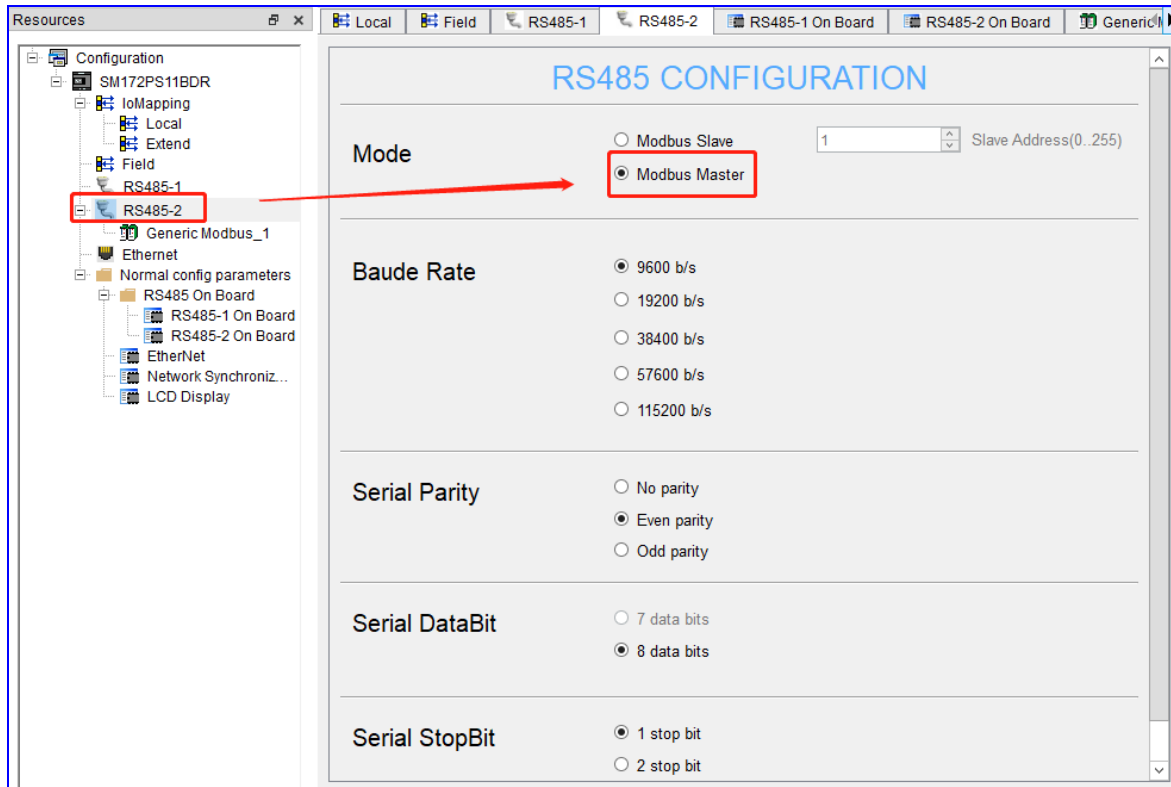 Resources
Configuration
SM172PS11BDR
IoMapping
Local
Extend
Field
RS485-1
RS485-2
Generic Modbus_1
Ethernet
Normal config parameters
RS485 On Board
RS485-1 On Board
RS485-2 On Board
EtherNet
Network Synchroniz...
LCD Display
Local Field RS485-1 RS485-2 RS485-1 On Board RS485-2 On Board Generic
RS485 CONFIGURATION
Mode
Modbus Slave 1 Slave Address(0..255)
Modbus Master
Baude Rate
9600 b/s
19200 b/s
38400 b/s
57600 b/s
115200 b/s
Serial Parity
No parity
Even parity
Odd parity
Serial DataBit
7 data bits
8 data bits
Serial StopBit
1 stop bit
2 stop bit